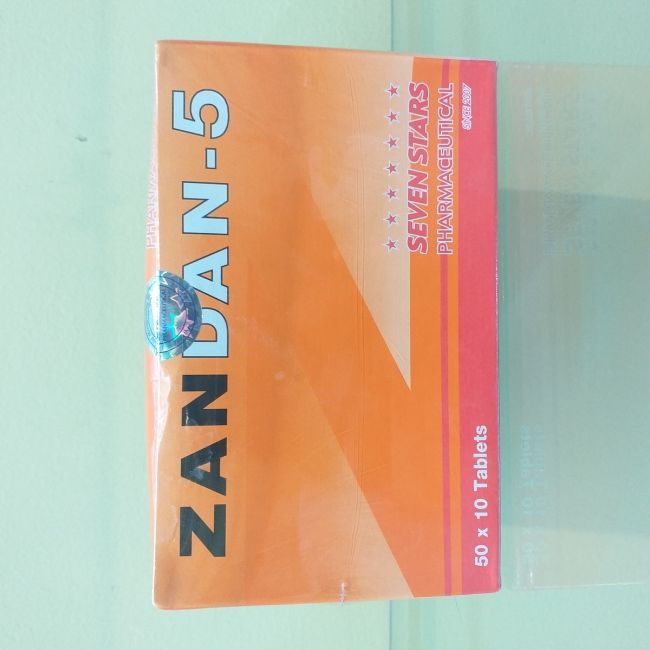 ZANDAN-5
SEVEN STARS
PHARMACEUTICAL
SINCE 2007
50 x 10 Tablets